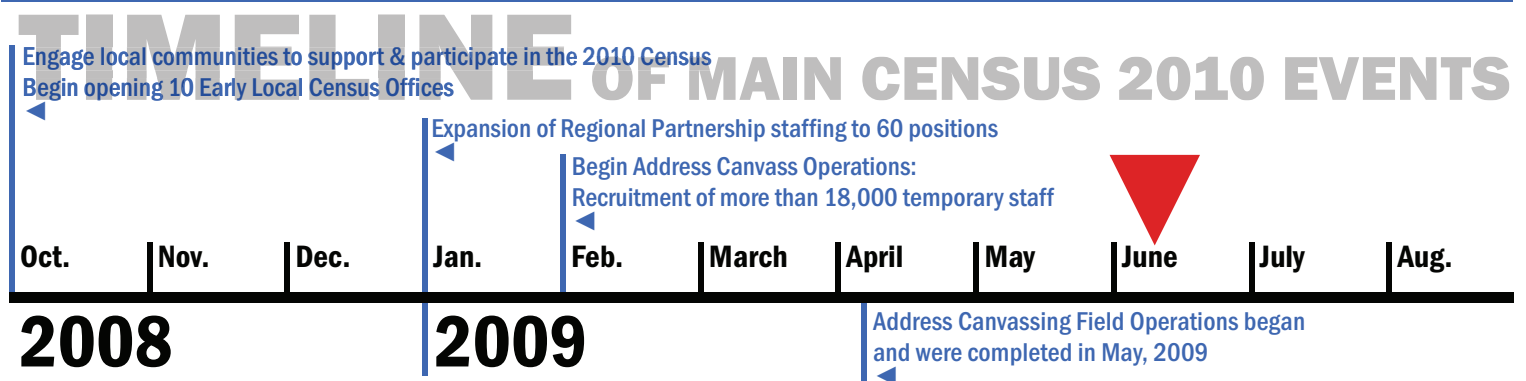 TIMELINE OF MAIN CENSUS 2010 EVENTS
Engage local communities to support & participate in the 2010 Census
Begin opening 10 Early Local Census Offices
Expansion of Regional Partnership staffing to 60 positions
Begin Address Canvass Operations:
Recruitment of more than 18,000 temporary staff
Oct. Nov. Dec. Jan. Feb. March April May June July Aug.
2008 2009
Address Canvassing Field Operations began
and were completed in May, 2009